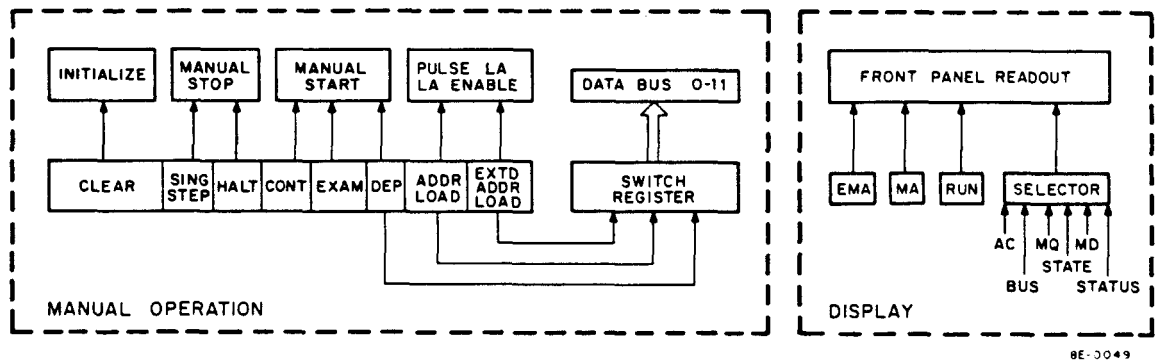 INITIALIZE
MANUAL
STOP
MANUAL
START
PULSE LA
LA ENABLE
DATA BUS 0-11
CLEAR
SING
STEP
HALT
CONT
EXAM
DEP
ADDR
LOAD
EXTD
ADDR
LOAD
SWITCH
REGISTER
MANUAL OPERATION
FRONT PANEL READOUT
EMA
MA
RUN
SELECTOR
AC
MQ
MD
STATE
BUS
STATUS
DISPLAY
8E-0049